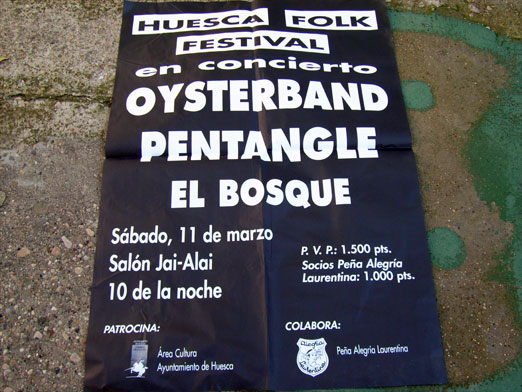 HUESCA FOLK
FESTIVAL
en concierto
OYSTERBAND
PENTANGLE
EL BOSQUE
Sábado, 11 de marzo
Salón Jai-Alai
10 de la noche
P. V. P.: 1.500 pts.
Socios Peña Alegría
Laurentina: 1.000 pts.
PATROCINA:
Área Cultura
Ayuntamiento de Huesca
COLABORA:
Peña Alegría Laurentina